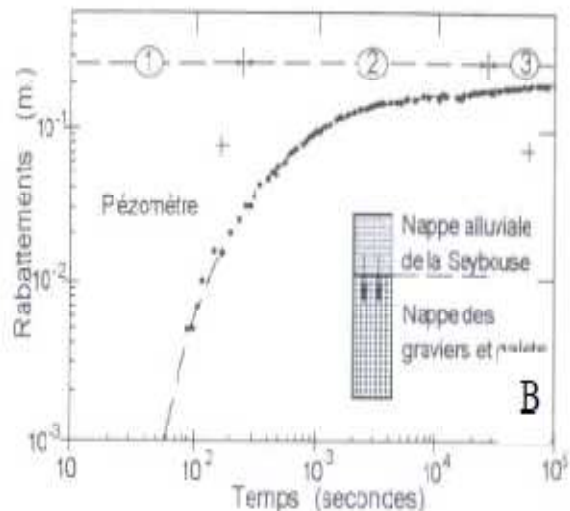 Rabattements (m.)
10⁻¹
10⁻²
10⁻³
1 2 3
Pézomètre
Nappe alluviale
de la Seybouse
Nappe des
graviers et
B
10 10² 10³ 10⁴ 10⁵
Temps (secondes)